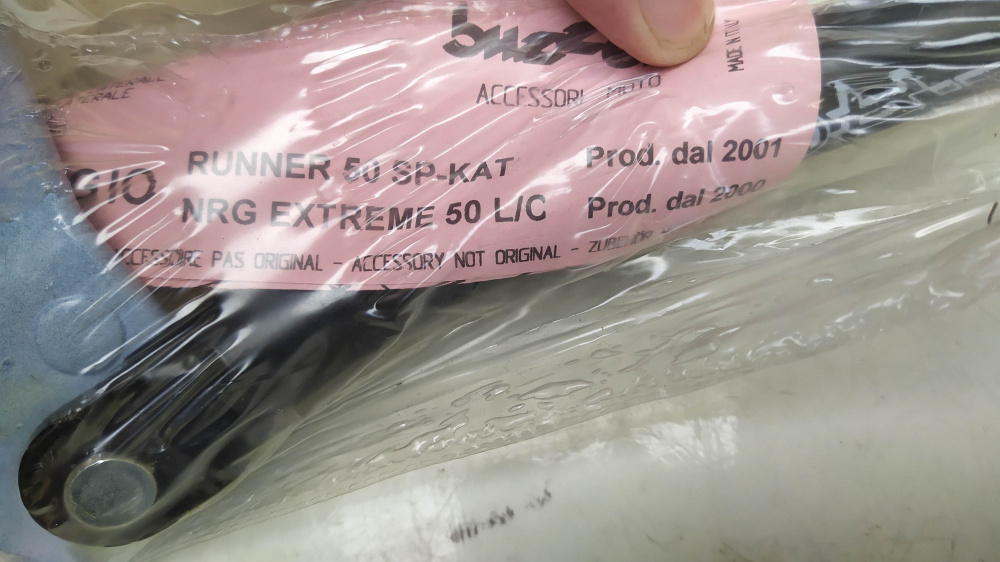 ACCESSORI MOTO
MADE IN ITALY
RUNNER 50 SP-KAT Prod. dal 2001
NRG EXTREME 50 L/C Prod. dal 2000
PAS ORIGINAL - ACCESSORY NOT ORIGINAL -